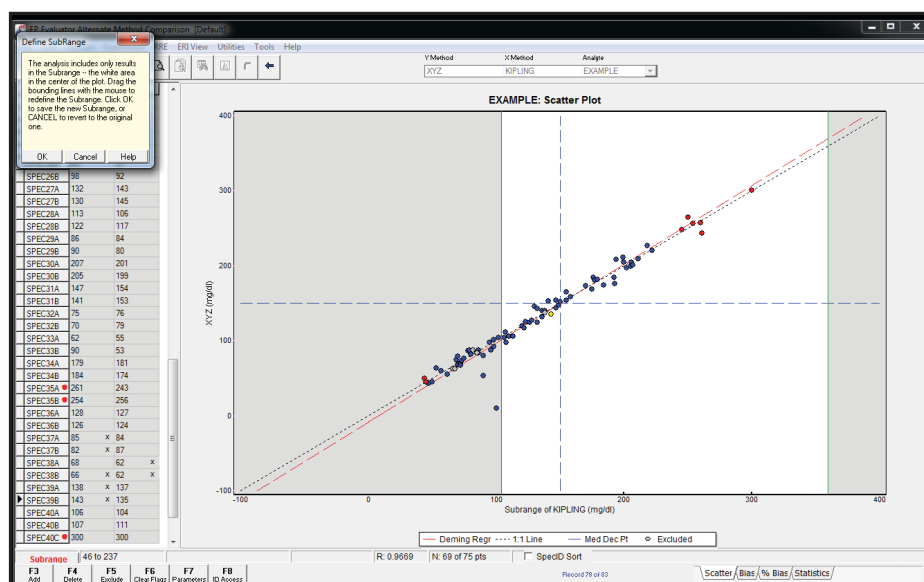 EP Evaluator Alternate Method Comparison [Default]
Define SubRange
RRE ERI View Utilities Tools Help
The analysis includes only results
in the Subrange -- the white area
in the center of the plot. Drag the
bounding lines with the mouse to
redefine the Subrange. Click OK
to save the new Subrange, or
CANCEL to revert to the original
one.
OK Cancel Help
Y Method X Method Analyte
XYZ KIPLING EXAMPLE
SPEC26B 98 92
SPEC27A 132 143
SPEC27B 130 145
SPEC28A 113 106
SPEC28B 122 117
SPEC29A 86 84
SPEC29B 90 80
SPEC30A 207 201
SPEC30B 205 199
SPEC31A 147 154
SPEC31B 141 153
SPEC32A 75 76
SPEC32B 70 79
SPEC33A 62 55
SPEC33B 90 53
SPEC34A 179 181
SPEC34B 184 174
SPEC35A 261 243
SPEC35B 254 256
SPEC36A 128 127
SPEC36B 126 124
SPEC37A 85 x 84
SPEC37B 82 x 87
SPEC38A 68 62 x
SPEC38B 66 x 62 x
SPEC39A 138 x 137
SPEC39B 143 x 135
SPEC40A 106 104
SPEC40B 107 111
SPEC40C 300 300
EXAMPLE: Scatter Plot
400
300
200
100
0
-100
XYZ (mg/dl)
-100 0 100 200 300 400
Subrange of KIPLING (mg/dl)
Deming Regr 1:1 Line Med Dec Pt Excluded
Subrange 46 to 237 R: 0.9669 N: 69 of 75 pts SpecID Sort
F3 F4 F5 F6 F7 F8
Add Delete Exclude Clear Flags Parameters ID Access
Record 78 of 83
Scatter Bias % Bias Statistics